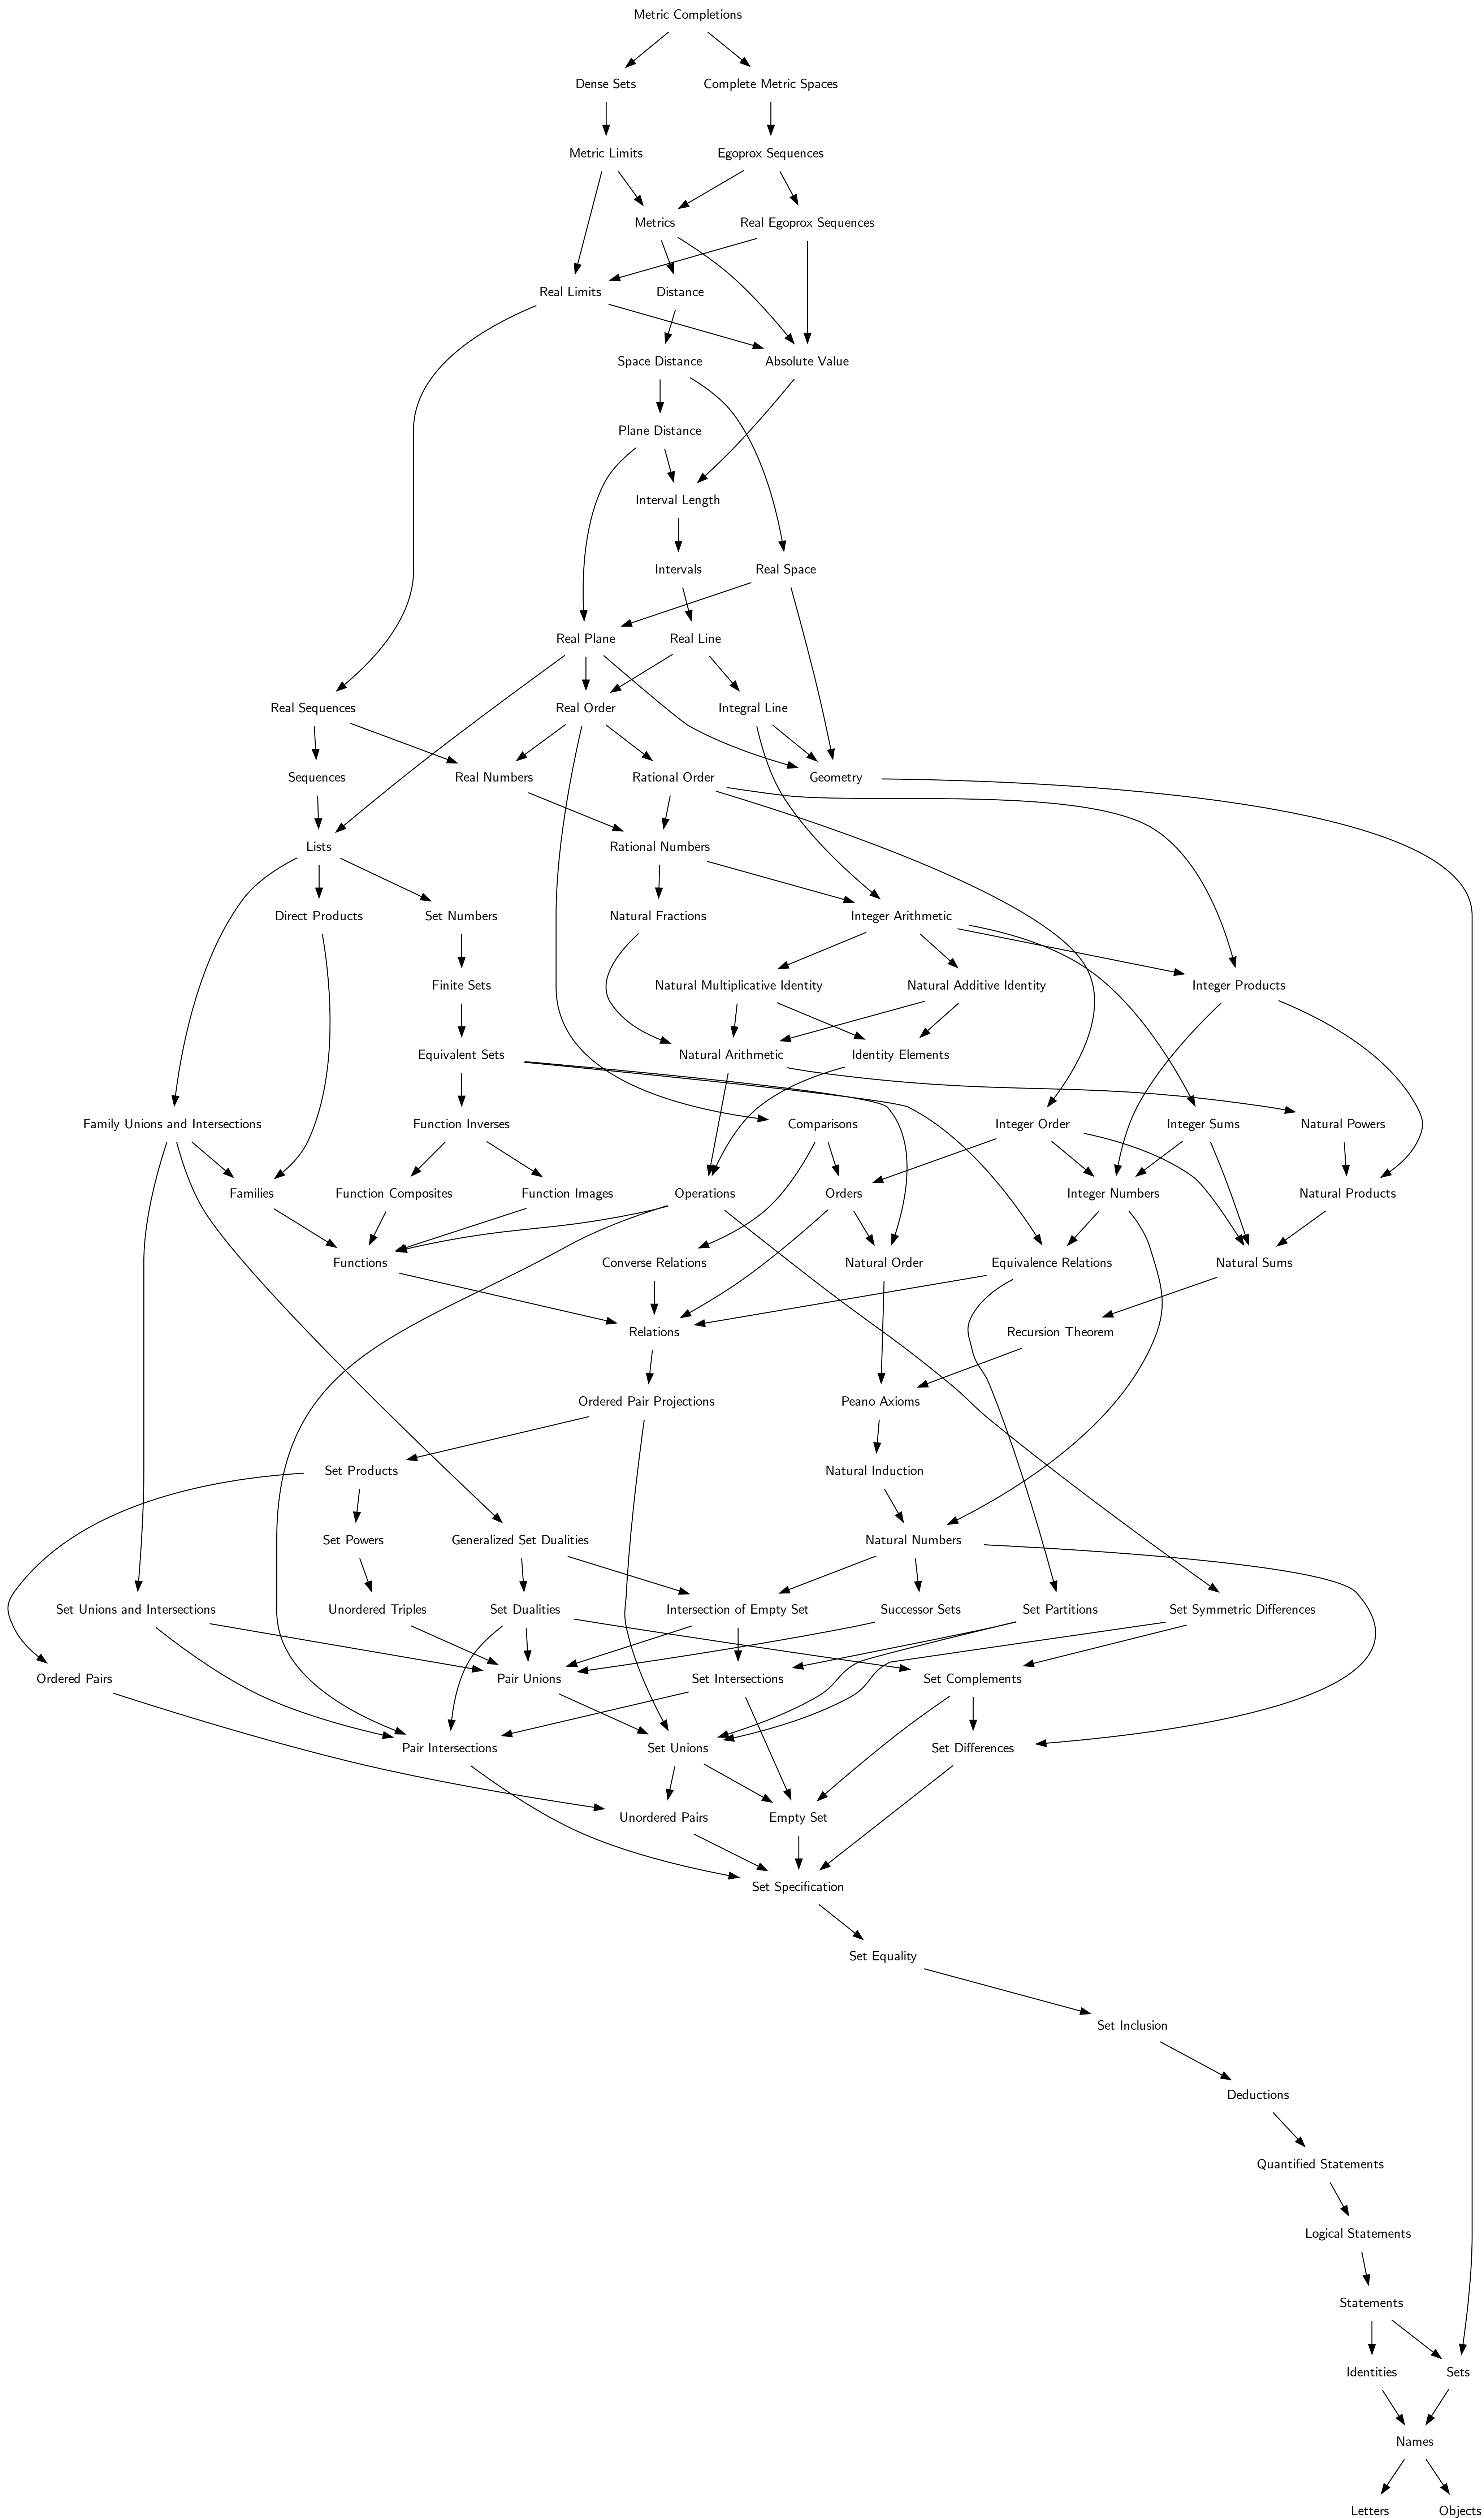 Metric Completions
Dense Sets
Complete Metric Spaces
Metric Limits
Egoprox Sequences
Metrics
Real Egoprox Sequences
Real Limits
Distance
Space Distance
Absolute Value
Plane Distance
Interval Length
Intervals
Real Space
Real Plane
Real Line
Real Sequences
Real Order
Integral Line
Sequences
Real Numbers
Rational Order
Geometry
Lists
Rational Numbers
Direct Products
Set Numbers
Natural Fractions
Integer Arithmetic
Finite Sets
Natural Multiplicative Identity
Natural Additive Identity
Integer Products
Equivalent Sets
Natural Arithmetic
Identity Elements
Family Unions and Intersections
Function Inverses
Comparisons
Integer Order
Integer Sums
Natural Powers
Families
Function Composites
Function Images
Operations
Orders
Integer Numbers
Natural Products
Functions
Converse Relations
Natural Order
Equivalence Relations
Natural Sums
Relations
Recursion Theorem
Ordered Pair Projections
Peano Axioms
Set Products
Natural Induction
Set Powers
Generalized Set Dualities
Natural Numbers
Set Unions and Intersections
Unordered Triples
Set Dualities
Intersection of Empty Set
Successor Sets
Set Partitions
Set Symmetric Differences
Ordered Pairs
Pair Unions
Set Intersections
Set Complements
Pair Intersections
Set Unions
Set Differences
Unordered Pairs
Empty Set
Set Specification
Set Equality
Set Inclusion
Deductions
Quantified Statements
Logical Statements
Statements
Identities
Sets
Names
Letters
Objects